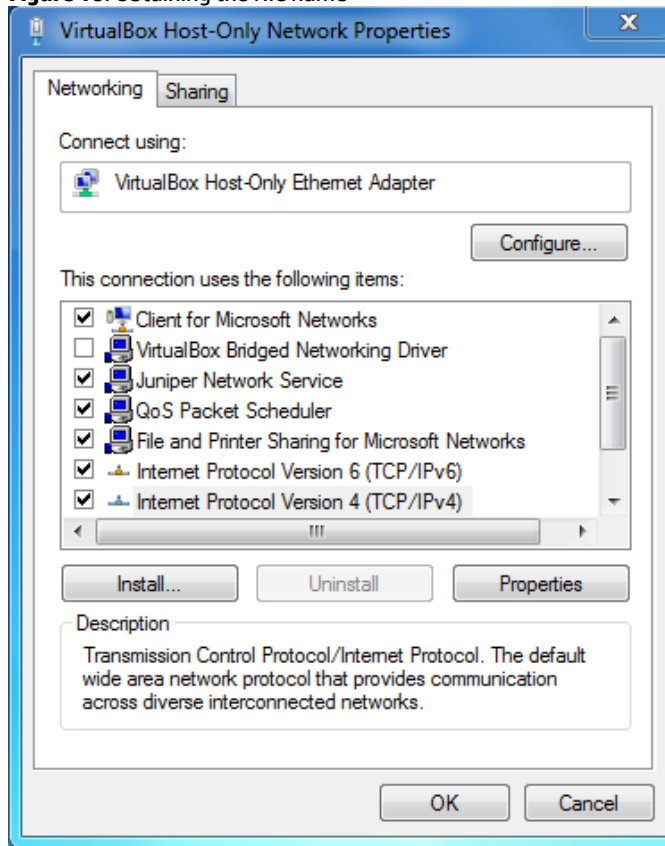 VirtualBox Host-Only Network Properties
Networking
Sharing
Connect using:
VirtualBox Host-Only Ethernet Adapter
Configure...
This connection uses the following items:
Client for Microsoft Networks
VirtualBox Bridged Networking Driver
Juniper Network Service
QoS Packet Scheduler
File and Printer Sharing for Microsoft Networks
Internet Protocol Version 6 (TCP/IPv6)
Internet Protocol Version 4 (TCP/IPv4)
Install...
Uninstall
Properties
Description
Transmission Control Protocol/Internet Protocol. The default
wide area network protocol that provides communication
across diverse interconnected networks.
OK
Cancel